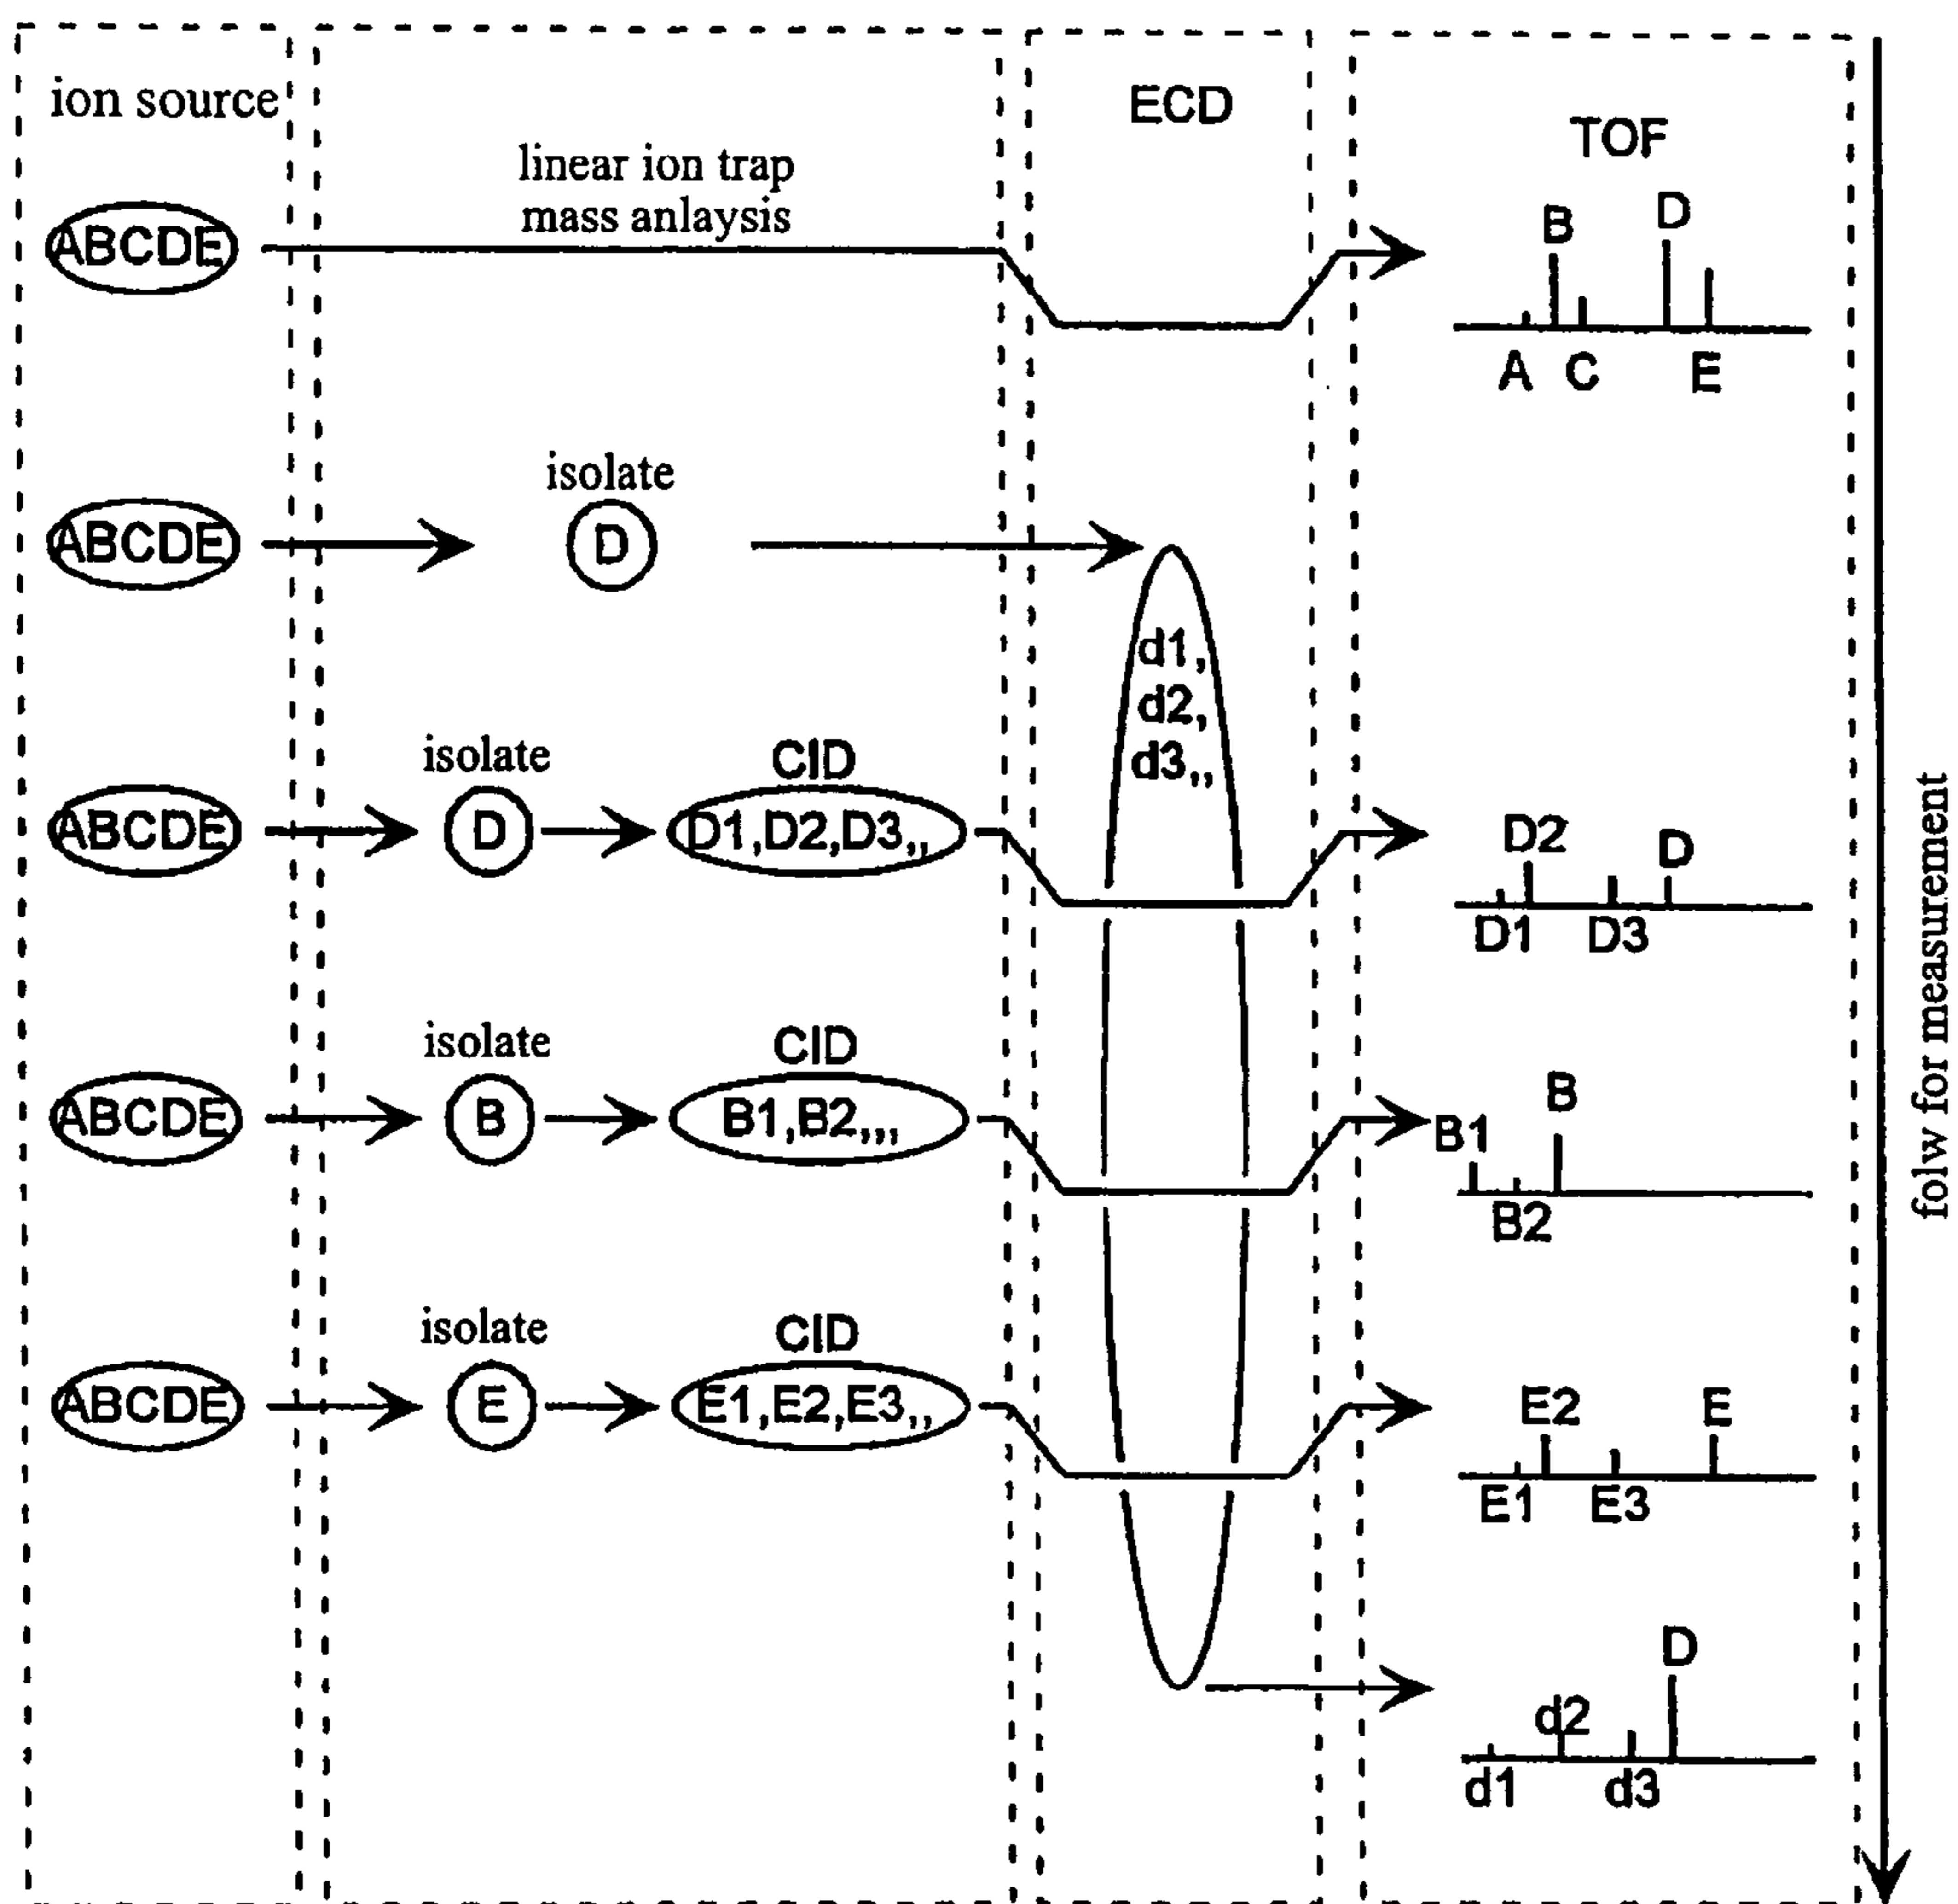 ion source
linear ion trap
mass anlaysis
ECD
TOF
ABCDE
B
D
A
C
E
ABCDE
isolate
D
d1,
d2,
d3,,
ABCDE
isolate
D
CID
D1,D2,D3,,
D2
D
D1
D3
ABCDE
isolate
B
CID
B1,B2,,,
B1
B
B2
ABCDE
isolate
E
CID
E1,E2,E3,,
E2
E
E1
E3
D
d2
d1
d3
folw for measurement